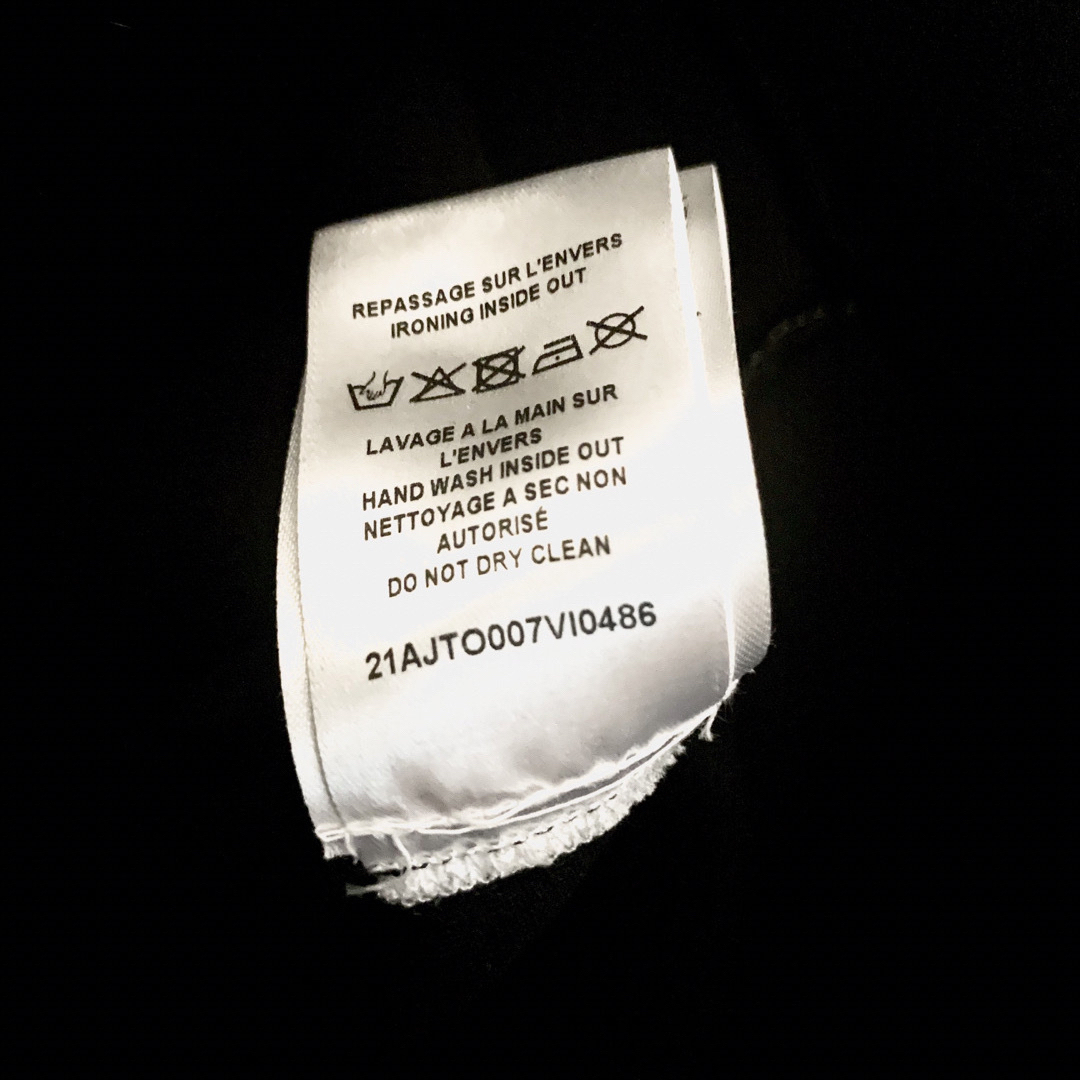 REPASSAGE SUR L'ENVERS
IRONING INSIDE OUT
LAVAGE A LA MAIN SUR
L'ENVERS
HAND WASH INSIDE OUT
NETTOYAGE A SEC NON
AUTORISÉ
DO NOT DRY CLEAN
21AJTO007VI0486